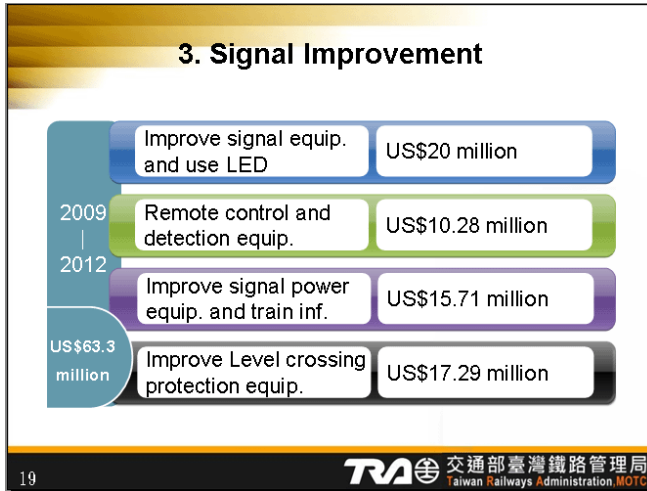 3. Signal Improvement
2009
|
2012
US$63.3
million
Improve signal equip.
and use LED
US$20 million
Remote control and
detection equip.
US$10.28 million
Improve signal power
equip. and train inf.
US$15.71 million
Improve Level crossing
protection equip.
US$17.29 million
19
TRA
交通部臺灣鐵路管理局
Taiwan Railways Administration,MOTC